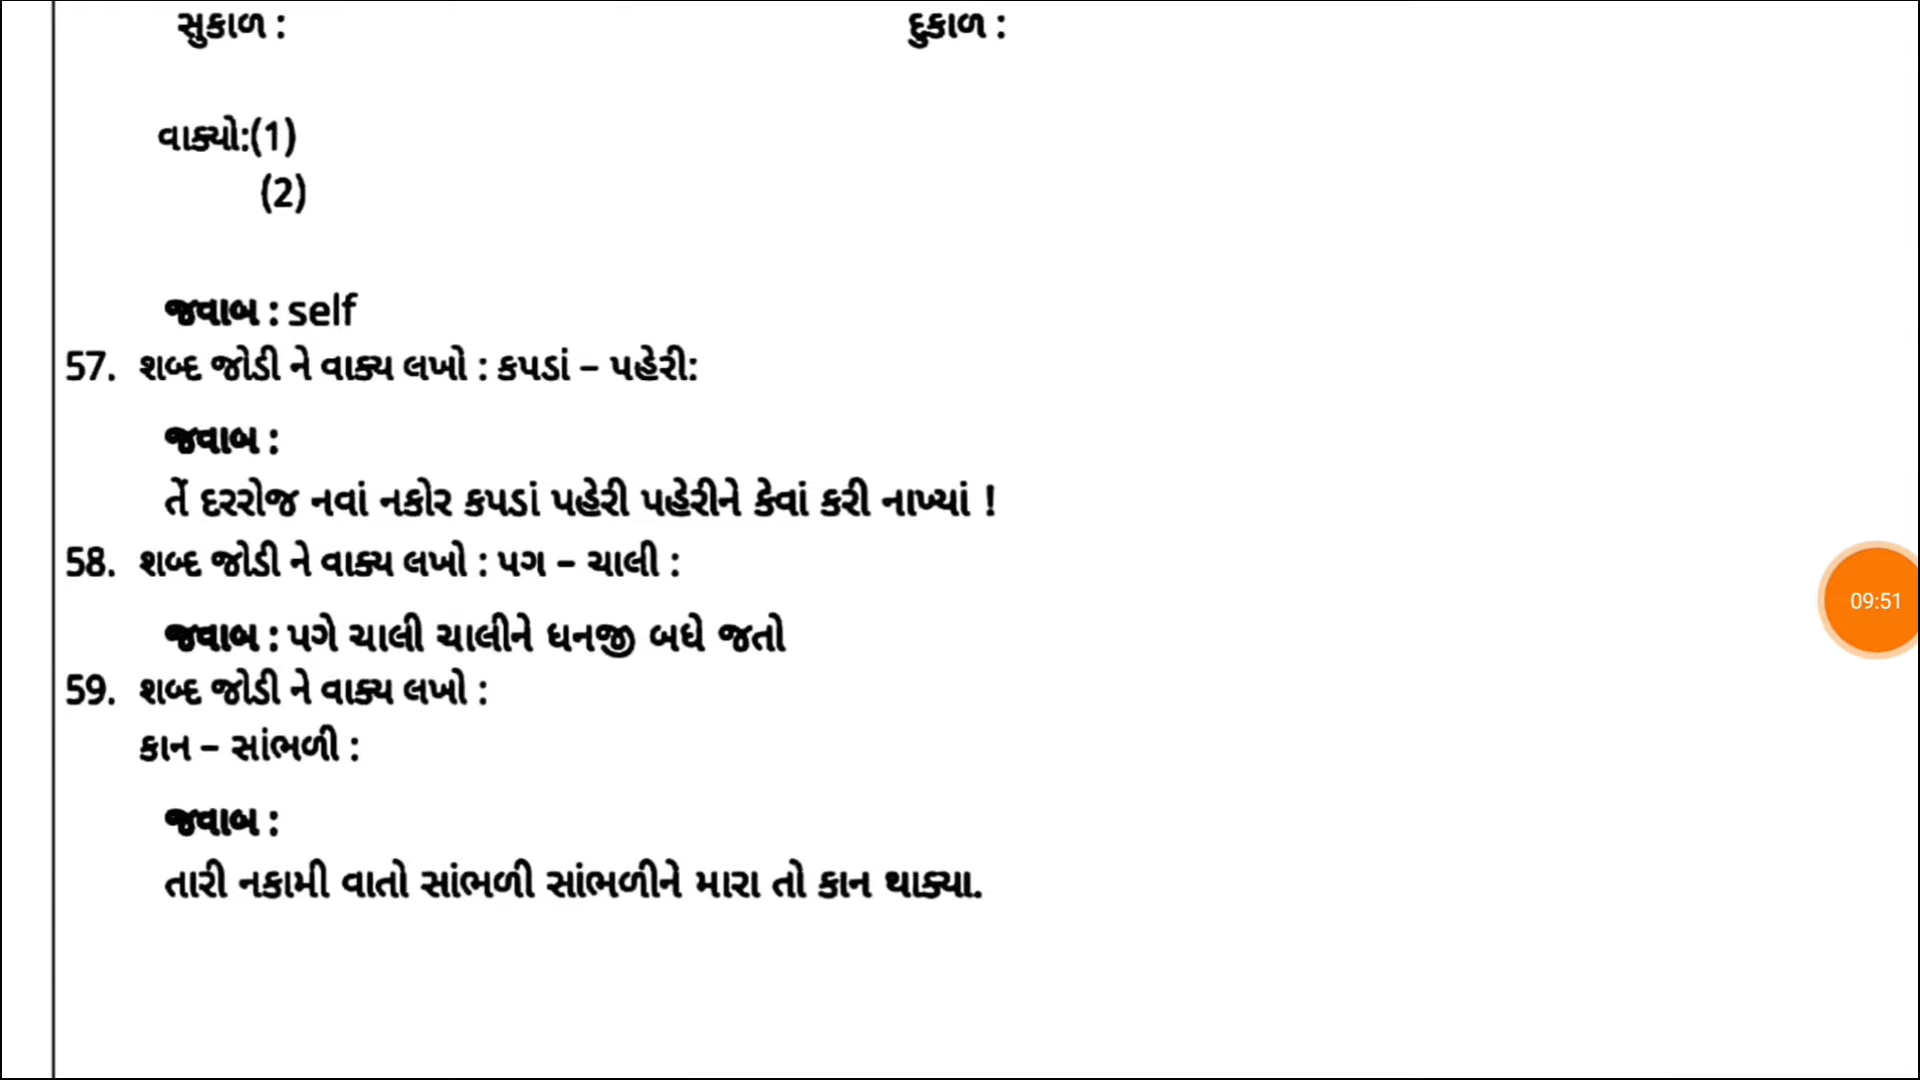 સુકાળ : દુકાળ :
વાક્યો:(1)
(2)
જવાબ : self
57. શબ્દ જોડી ને વાક્ય લખો : કપડાં – પહેરી:
જવાબ :
તેં દરરોજ નવાં નકોર કપડાં પહેરી પહેરીને કેવાં કરી નાખ્યાં !
58. શબ્દ જોડી ને વાક્ય લખો : પગ – ચાલી :
જવાબ : પગે ચાલી ચાલીને ધનજી બધે જતો
59. શબ્દ જોડી ને વાક્ય લખો :
કાન – સાંભળી :
જવાબ :
તારી નકામી વાતો સાંભળી સાંભળીને મારા તો કાન થાક્યા.
09:51